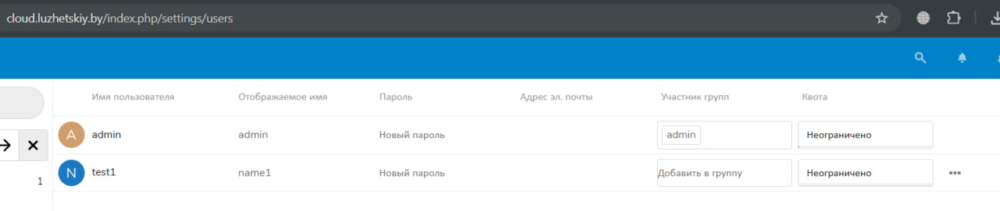 cloud.luzhetskiy.by/index.php/settings/users
Имя пользователя Отображаемое имя Пароль Адрес эл. почты Участник групп Квота
A admin admin Новый пароль admin Неограничено
N test1 name1 Новый пароль Добавить в группу Неограничено
1